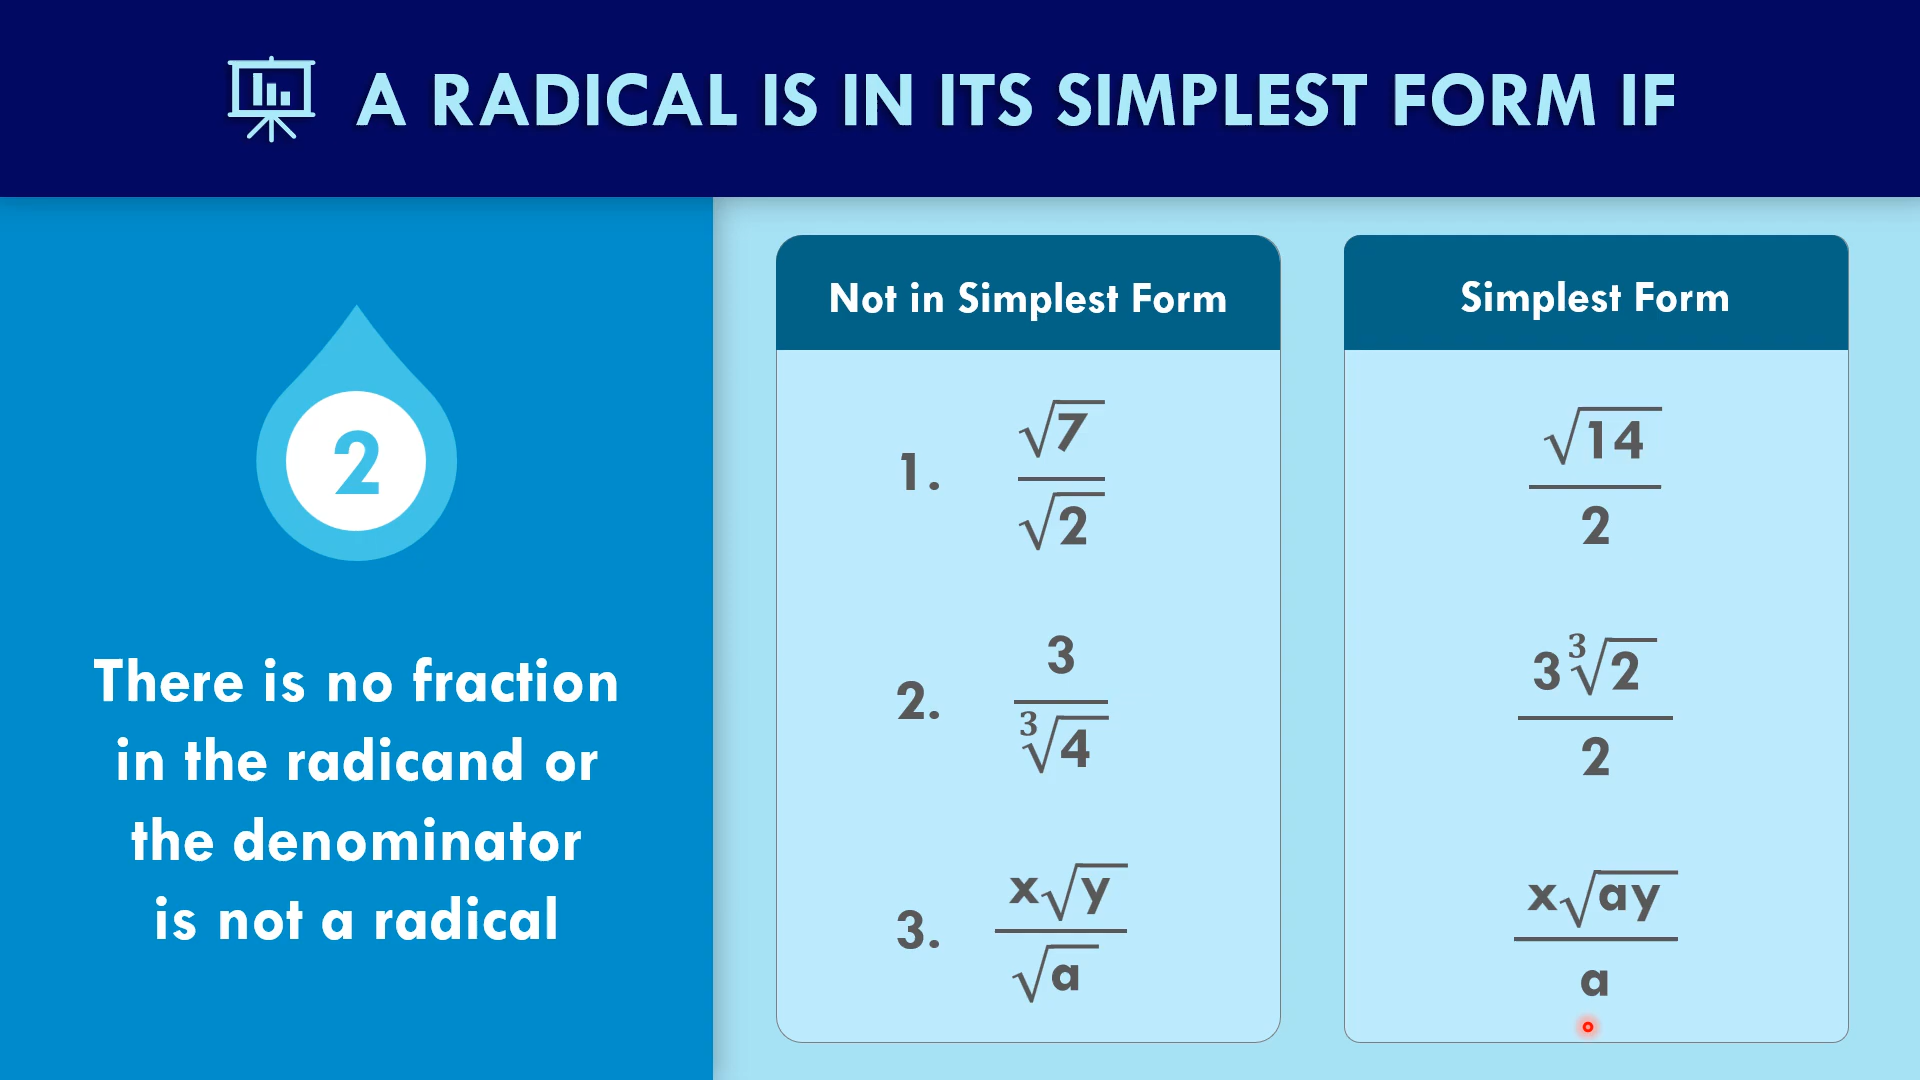 A RADICAL IS IN ITS SIMPLEST FORM IF
2
There is no fraction
in the radicand or
the denominator
is not a radical
Not in Simplest Form
1. √7 / √2
2. 3 / ∛4
3. x√y / √a
Simplest Form
√14 / 2
3∛2 / 2
x√ay / a